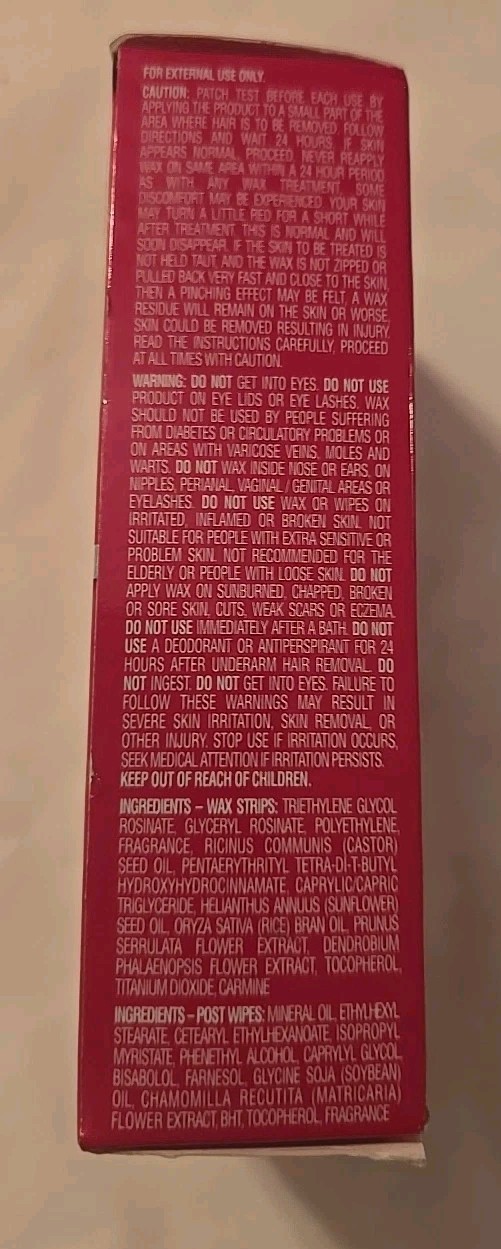 FOR EXTERNAL USE ONLY.
CAUTION: PATCH TEST BEFORE EACH USE BY
APPLYING THE PRODUCT TO A SMALL PART OF THE
AREA WHERE HAIR IS TO BE REMOVED. FOLLOW
DIRECTIONS AND WAIT 24 HOURS. IF SKIN
APPEARS NORMAL, PROCEED. NEVER REAPPLY
WAX ON SAME AREA WITHIN A 24 HOUR PERIOD
AS WITH ANY WAX TREATMENT, SOME
DISCOMFORT MAY BE EXPERIENCED. YOUR SKIN
MAY TURN A LITTLE RED FOR A SHORT WHILE
AFTER TREATMENT. THIS IS NORMAL AND WILL
SOON DISAPPEAR. IF THE SKIN TO BE TREATED IS
NOT HELD TAUT, AND THE WAX IS NOT ZIPPED OR
PULLED BACK VERY FAST AND CLOSE TO THE SKIN,
THEN A PINCHING EFFECT MAY BE FELT, A WAX
RESIDUE WILL REMAIN ON THE SKIN OR WORSE,
SKIN COULD BE REMOVED RESULTING IN INJURY.
READ THE INSTRUCTIONS CAREFULLY, PROCEED
AT ALL TIMES WITH CAUTION.
WARNING: DO NOT GET INTO EYES. DO NOT USE
PRODUCT ON EYE LIDS OR EYE LASHES. WAX
SHOULD NOT BE USED BY PEOPLE SUFFERING
FROM DIABETES OR CIRCULATORY PROBLEMS OR
ON AREAS WITH VARICOSE VEINS, MOLES AND
WARTS. DO NOT WAX INSIDE NOSE OR EARS, ON
NIPPLES, PERIANAL, VAGINAL / GENITAL AREAS OR
EYELASHES. DO NOT USE WAX OR WIPES ON
IRRITATED, INFLAMED OR BROKEN SKIN. NOT
SUITABLE FOR PEOPLE WITH EXTRA SENSITIVE OR
PROBLEM SKIN. NOT RECOMMENDED FOR THE
ELDERLY OR PEOPLE WITH LOOSE SKIN. DO NOT
APPLY WAX ON SUNBURNED, CHAPPED, BROKEN
OR SORE SKIN, CUTS, WEAK SCARS OR ECZEMA.
DO NOT USE IMMEDIATELY AFTER A BATH. DO NOT
USE A DEODORANT OR ANTIPERSPIRANT FOR 24
HOURS AFTER UNDERARM HAIR REMOVAL. DO
NOT INGEST. DO NOT GET INTO EYES. FAILURE TO
FOLLOW THESE WARNINGS MAY RESULT IN
SEVERE SKIN IRRITATION, SKIN REMOVAL, OR
OTHER INJURY. STOP USE IF IRRITATION OCCURS,
SEEK MEDICAL ATTENTION IF IRRITATION PERSISTS.
KEEP OUT OF REACH OF CHILDREN.
INGREDIENTS – WAX STRIPS: TRIETHYLENE GLYCOL
ROSINATE, GLYCERYL ROSINATE, POLYETHYLENE,
FRAGRANCE, RICINUS COMMUNIS (CASTOR)
SEED OIL, PENTAERYTHRITYL TETRA-DI-T-BUTYL
HYDROXYHYDROCINNAMATE, CAPRYLIC/CAPRIC
TRIGLYCERIDE, HELIANTHUS ANNUUS (SUNFLOWER)
SEED OIL, ORYZA SATIVA (RICE) BRAN OIL, PRUNUS
SERRULATA FLOWER EXTRACT, DENDROBIUM
PHALAENOPSIS FLOWER EXTRACT, TOCOPHEROL,
TITANIUM DIOXIDE, CARMINE
INGREDIENTS – POST WIPES: MINERAL OIL, ETHYLHEXYL
STEARATE, CETEARYL ETHYLHEXANOATE, ISOPROPYL
MYRISTATE, PHENETHYL ALCOHOL, CAPRYLYL GLYCOL,
BISABOLOL, FARNESOL, GLYCINE SOJA (SOYBEAN)
OIL, CHAMOMILLA RECUTITA (MATRICARIA)
FLOWER EXTRACT, BHT, TOCOPHEROL, FRAGRANCE